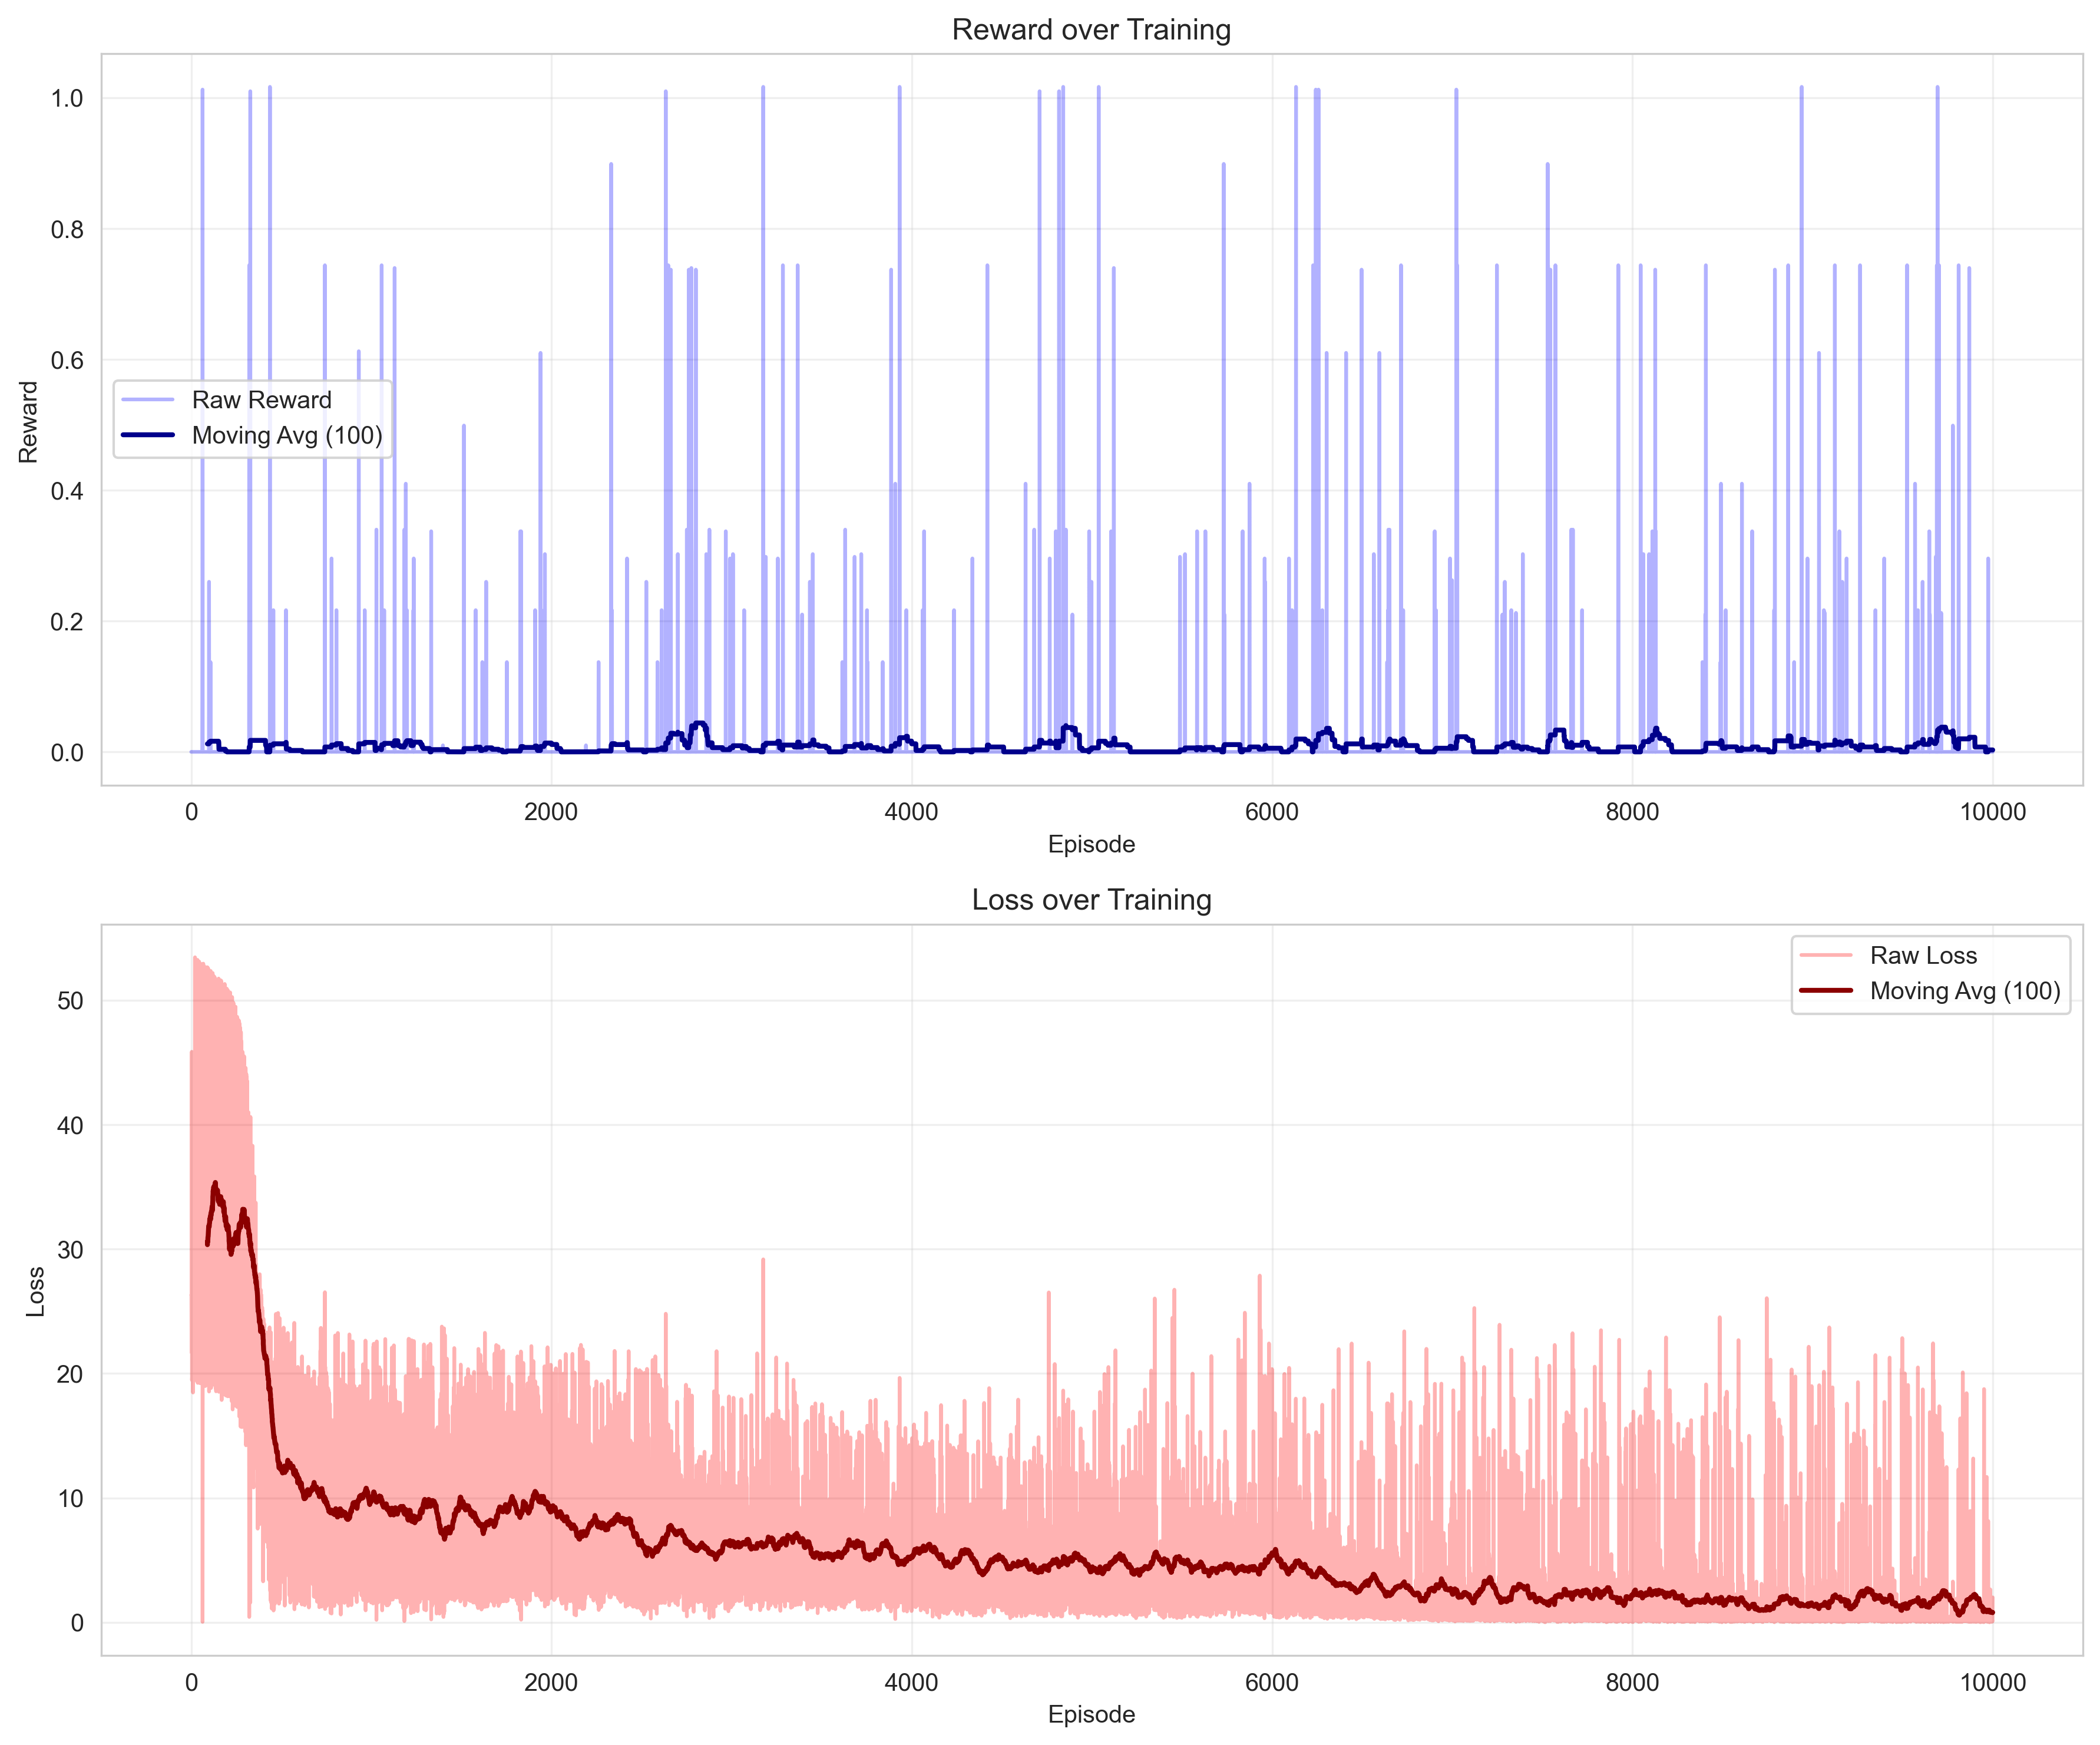 Reward over Training
1.0
0.8
0.6
0.4
0.2
0.0
Reward
Raw Reward
Moving Avg (100)
0 2000 4000 6000 8000 10000
Episode
Loss over Training
50
40
30
20
10
0
Loss
Raw Loss
Moving Avg (100)
0 2000 4000 6000 8000 10000
Episode